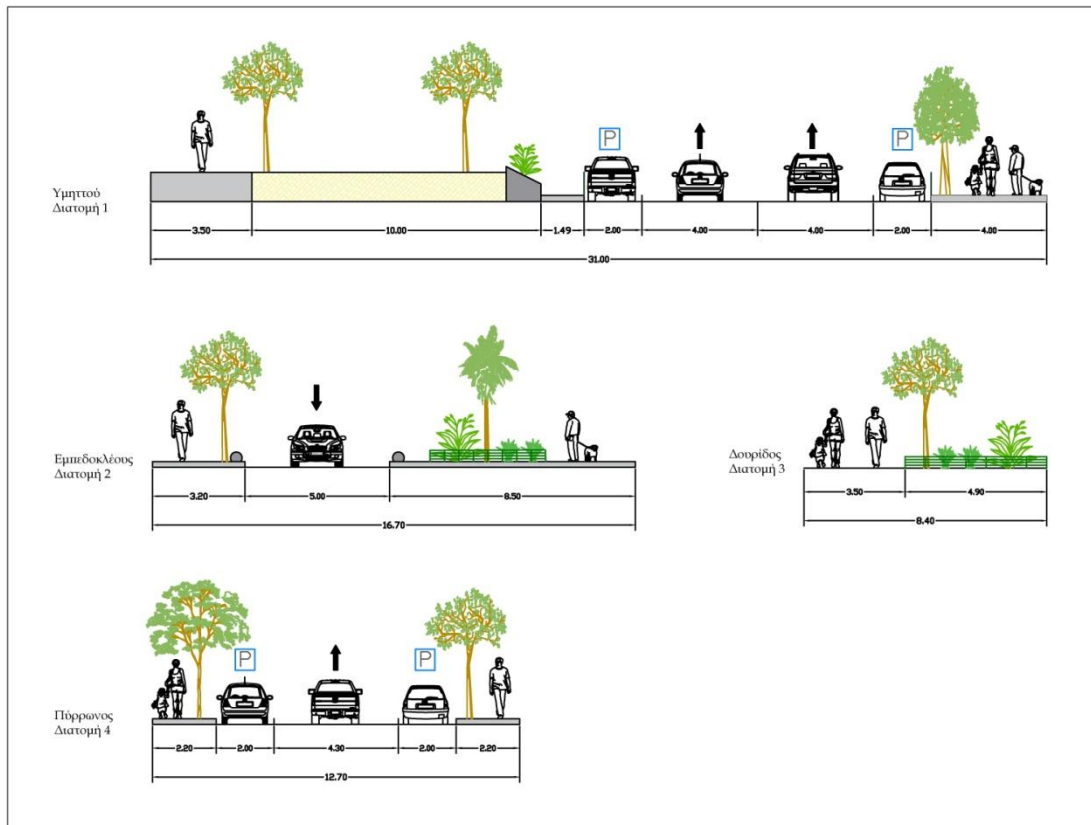 P
P
Υμηττού
Διατομή 1
3.50 10.00 1.49 2.00 4.00 4.00 2.00 4.00
31.00
Εμπεδοκλέους
Διατομή 2
3.20 5.00 8.50
16.70
Δουρίδος
Διατομή 3
3.50 4.90
8.40
P
P
Πύρρωνος
Διατομή 4
2.20 2.00 4.30 2.00 2.20
12.70